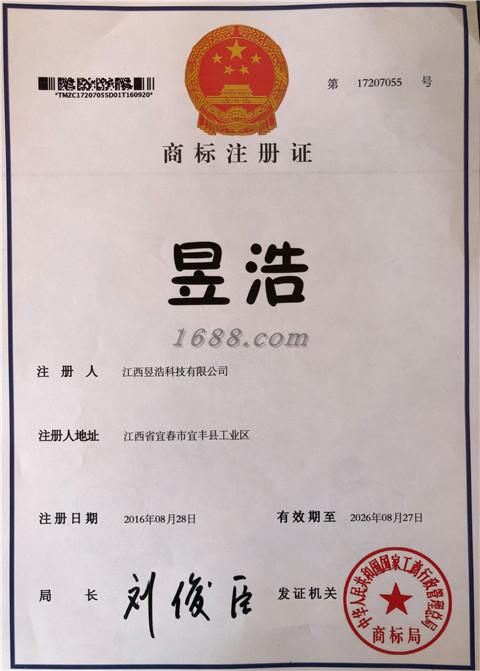 第 17207055 号
*TMZC17207055D01T160920*
商标注册证
昱浩
1688.com
注册人 江西昱浩科技有限公司
注册人地址 江西省宜春市宜丰县工业区
注册日期 2016年08月28日 有效期至 2026年08月27日
局长 刘俊臣 发证机关
中华人民共和国国家工商行政管理总局
商标局